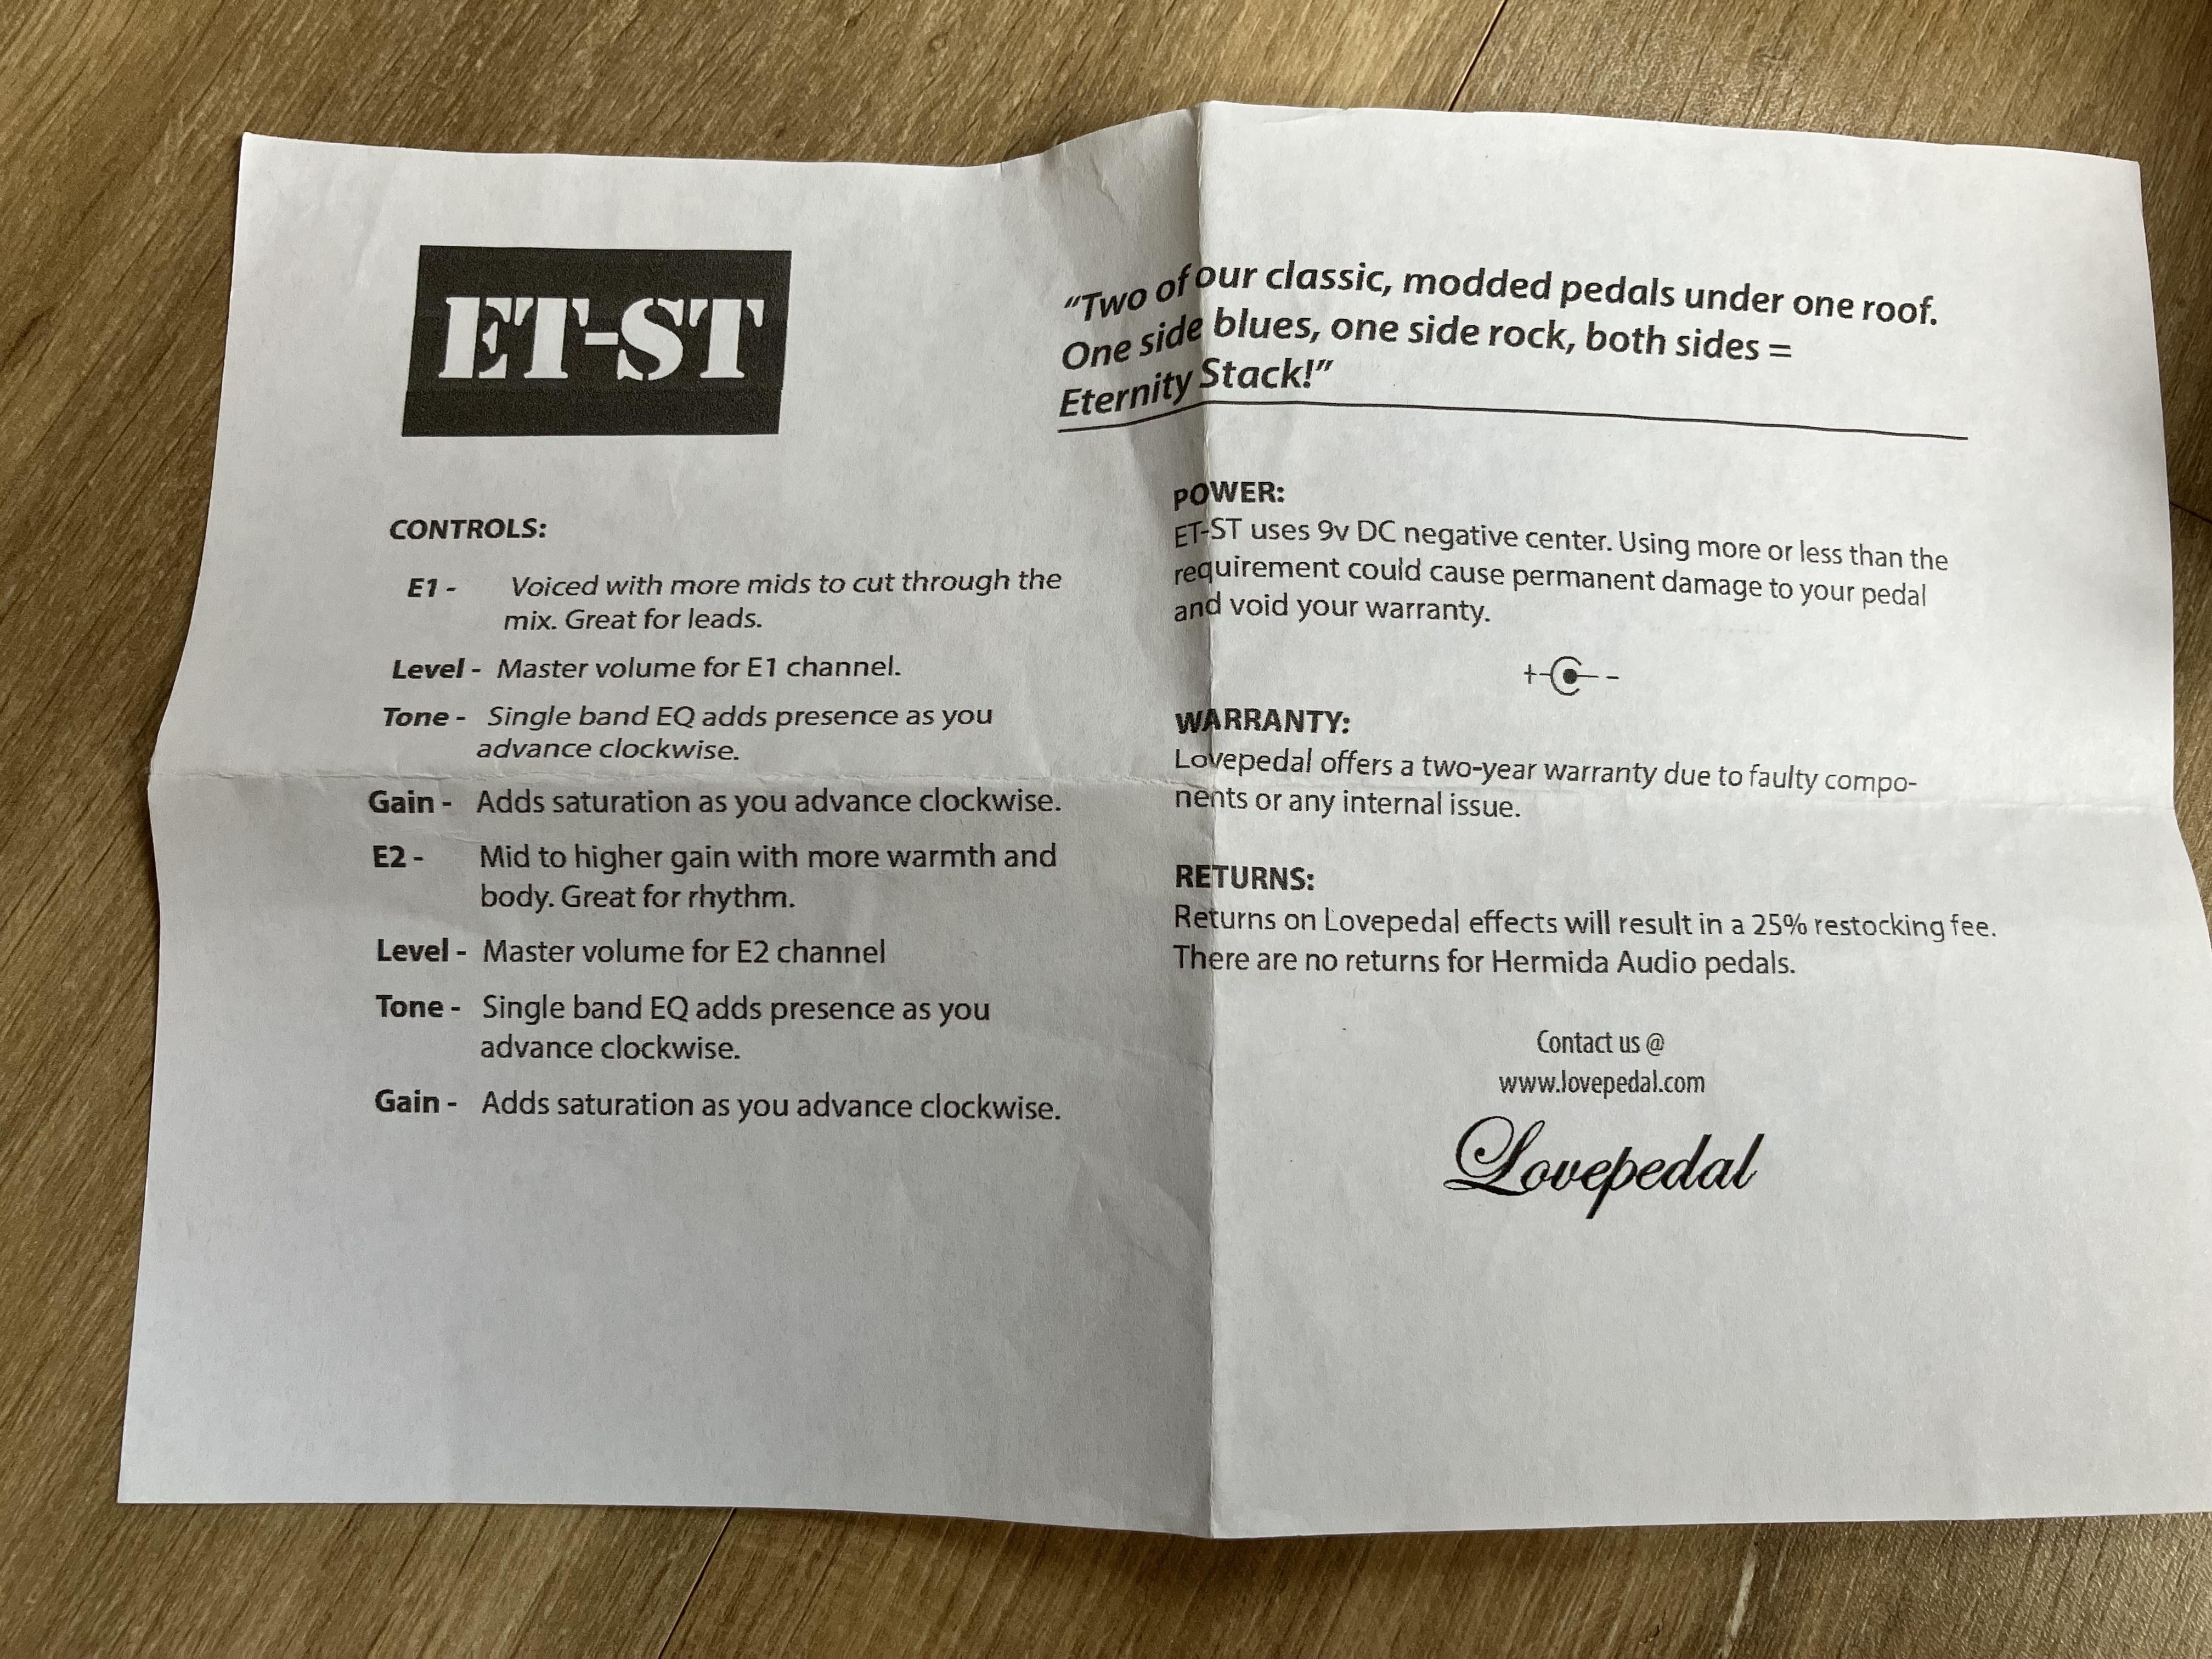 ET-ST
"Two of our classic, modded pedals under one roof.
One side blues, one side rock, both sides =
Eternity Stack!"
CONTROLS:
E1 - Voiced with more mids to cut through the
mix. Great for leads.
Level - Master volume for E1 channel.
Tone - Single band EQ adds presence as you
advance clockwise.
Gain - Adds saturation as you advance clockwise.
E2 - Mid to higher gain with more warmth and
body. Great for rhythm.
Level - Master volume for E2 channel
Tone - Single band EQ adds presence as you
advance clockwise.
Gain - Adds saturation as you advance clockwise.
POWER:
ET-ST uses 9v DC negative center. Using more or less than the
requirement could cause permanent damage to your pedal
and void your warranty.
+ -
WARRANTY:
Lovepedal offers a two-year warranty due to faulty compo-
nents or any internal issue.
RETURNS:
Returns on Lovepedal effects will result in a 25% restocking fee.
There are no returns for Hermida Audio pedals.
Contact us @
www.lovepedal.com
Lovepedal